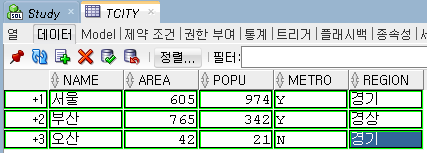 Study × TCITY ×
열 데이터 Model 제약 조건 권한 부여 통계 트리거 플래시백 종속성
정렬... 필터:
NAME AREA POPU METRO REGION
+1 서울 605 974 Y 경기
+2 부산 765 342 Y 경상
+3 오산 42 21 N 경기